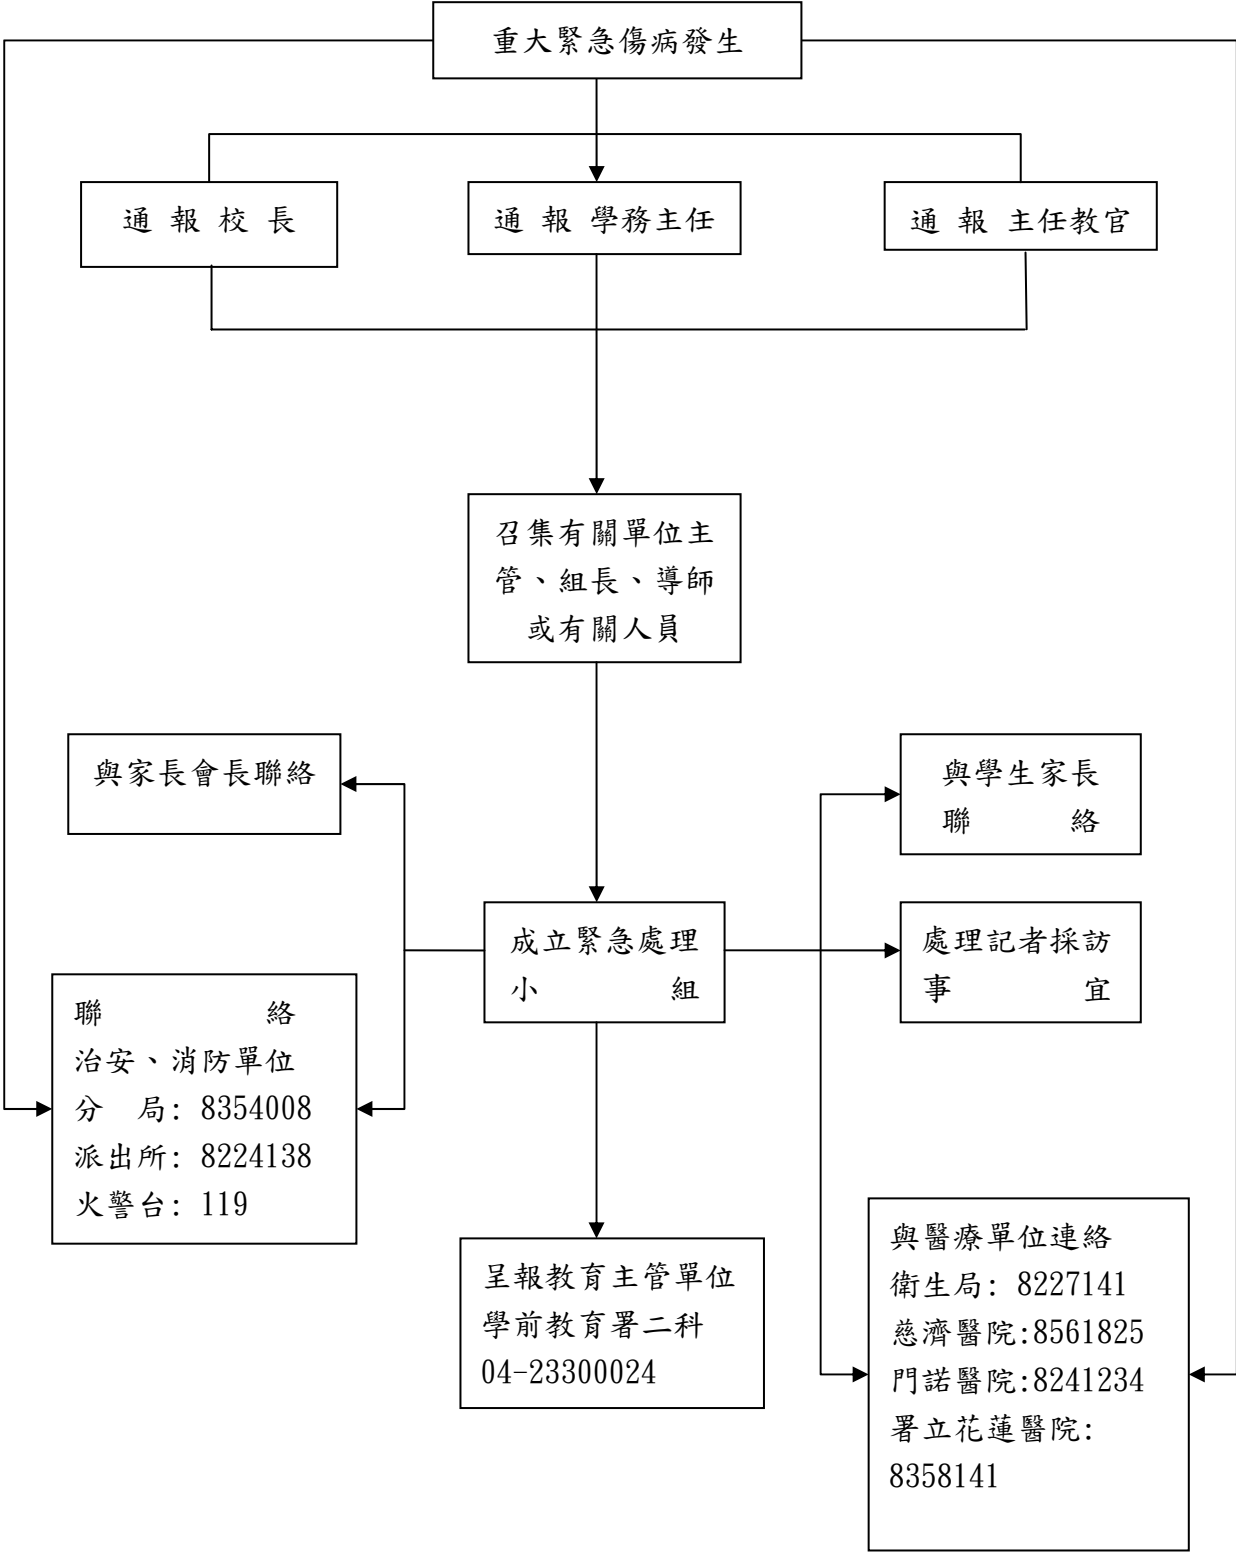 重大緊急傷病發生
通 報 校 長
通 報 學務主任
通 報 主任教官
召集有關單位主
管、組長、導師
或有關人員
與家長會長聯絡
與學生家長
聯　　　　絡
成立緊急處理
小　　　　組
處理記者採訪
事　　　　宜
聯　　　　　絡
治安、消防單位
分　局: 8354008
派出所: 8224138
火警台: 119
呈報教育主管單位
學前教育署二科
04-23300024
與醫療單位連絡
衛生局: 8227141
慈濟醫院:8561825
門諾醫院:8241234
署立花蓮醫院:
8358141